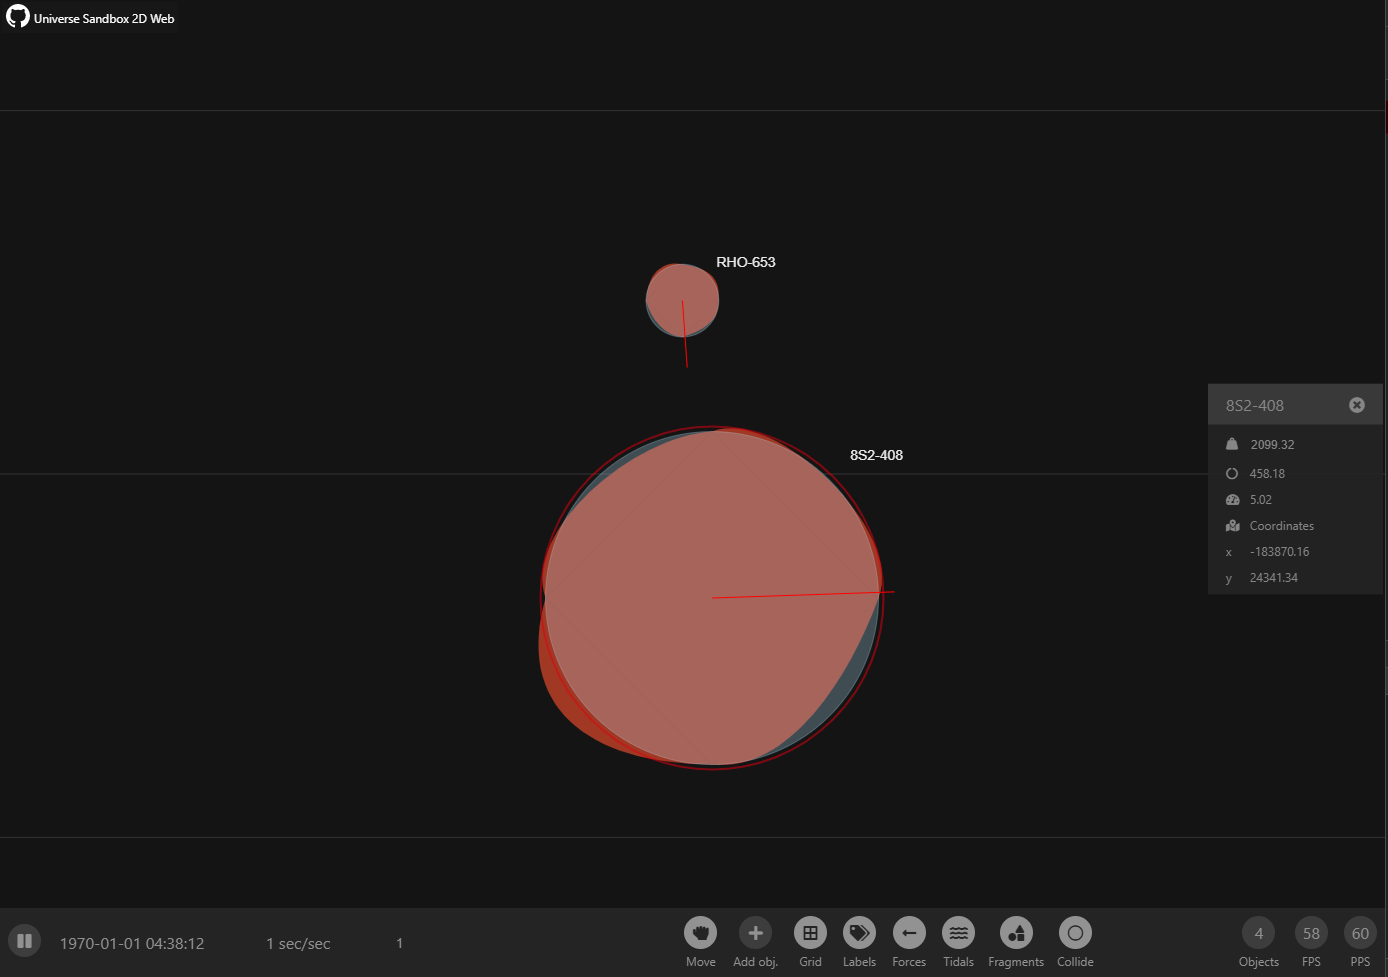 Universe Sandbox 2D Web
RHO-653
8S2-408
8S2-408
2099.32
458.18
5.02
Coordinates
x -183870.16
y 24341.34
1970-01-01 04:38:12 1 sec/sec 1
Move Add obj. Grid Labels Forces Tidals Fragments Collide
4 58 60
Objects FPS PPS